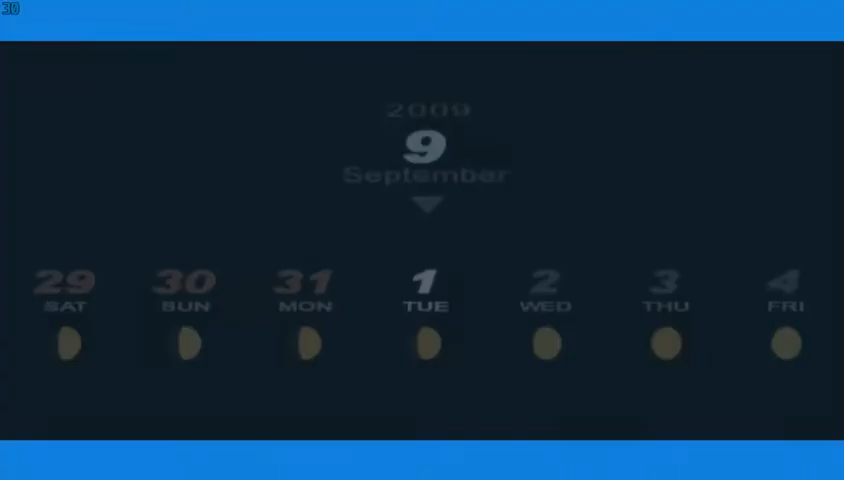 30
2009
9
September
29 30 31 1 2 3 4
SAT SUN MON TUE WED THU FRI